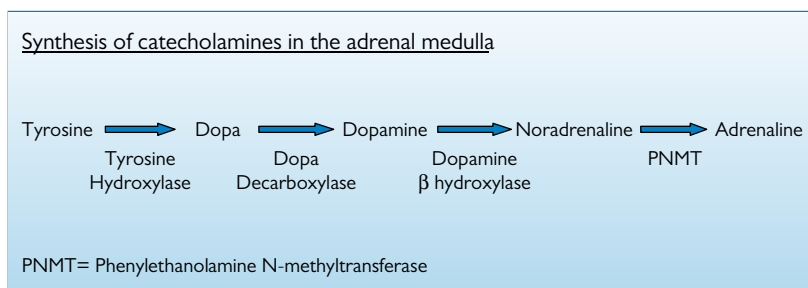 Synthesis of catecholamines in the adrenal medulla
Tyrosine Dopa Dopamine Noradrenaline Adrenaline
Tyrosine Dopa Dopamine PNMT
Hydroxylase Decarboxylase β hydroxylase
PNMT= Phenylethanolamine N-methyltransferase